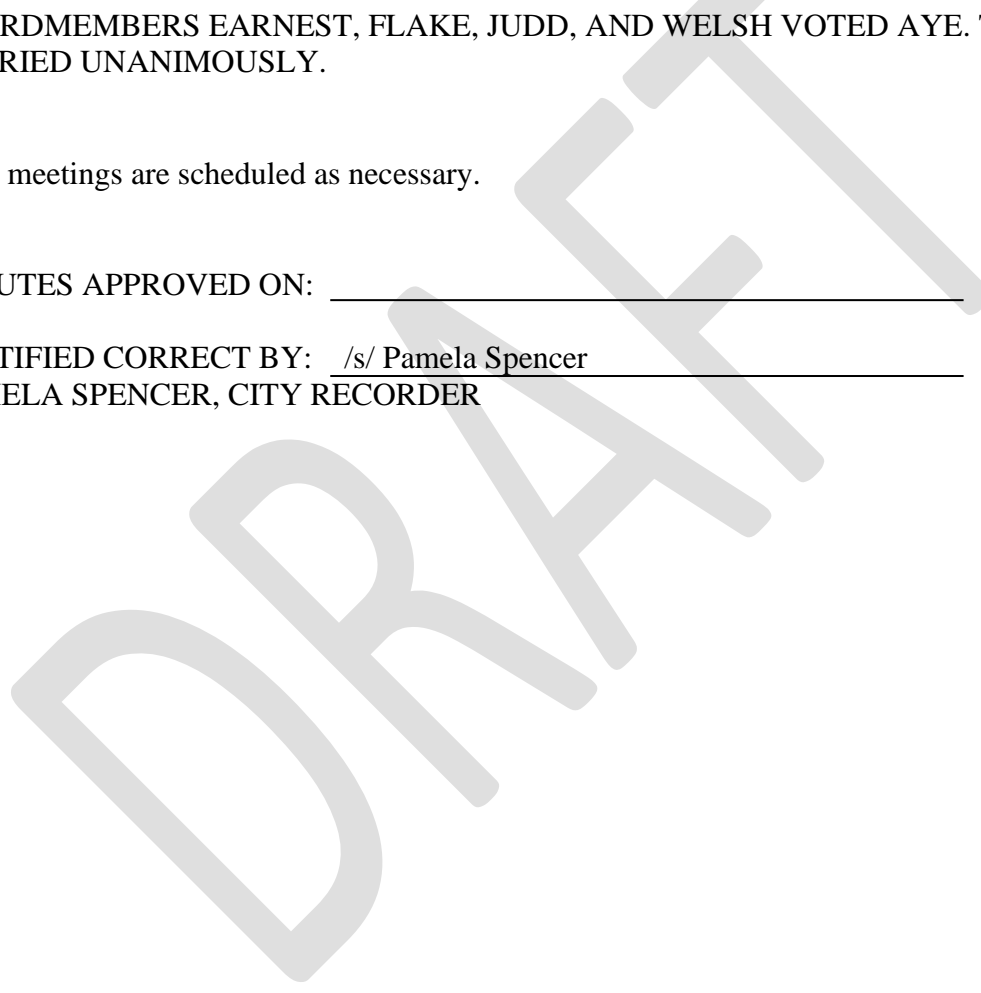 RDMEMBERS EARNEST, FLAKE, JUDD, AND WELSH VOTED AYE.
RIED UNANIMOUSLY.
meetings are scheduled as necessary.
UTES APPROVED ON:
TIFIED CORRECT BY: /s/ Pamela Spencer
ELA SPENCER, CITY RECORDER
DRAFT